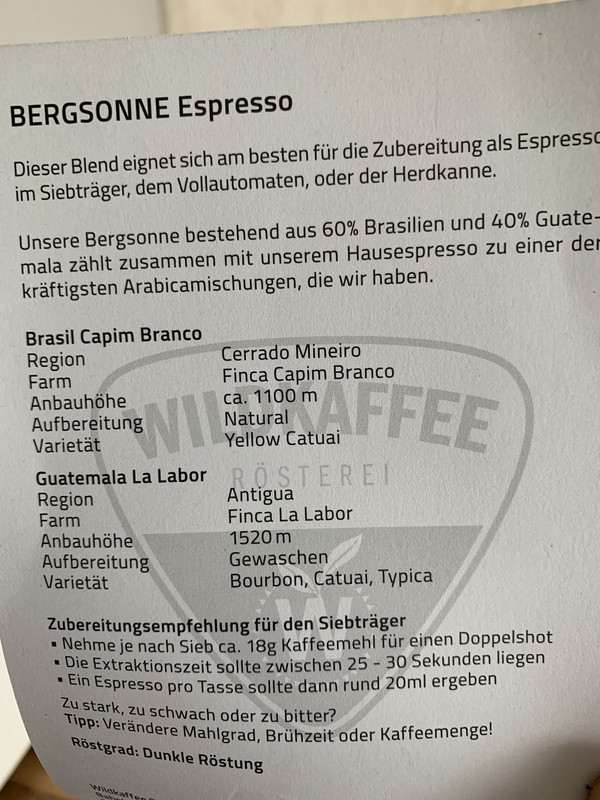 BERGSONNE Espresso
Dieser Blend eignet sich am besten für die Zubereitung als Espresso
im Siebträger, dem Vollautomaten, oder der Herdkanne.
Unsere Bergsonne bestehend aus 60% Brasilien und 40% Guate-
mala zählt zusammen mit unserem Hausespresso zu einer der
kräftigsten Arabicamischungen, die wir haben.
Brasil Capim Branco
Region Cerrado Mineiro
Farm Finca Capim Branco
Anbauhöhe ca. 1100 m
Aufbereitung Natural
Varietät Yellow Catuai
WILDKAFFEE
RÖSTEREI
Guatemala La Labor
Region Antigua
Farm Finca La Labor
Anbauhöhe 1520 m
Aufbereitung Gewaschen
Varietät Bourbon, Catuai, Typica
W
Zubereitungsempfehlung für den Siebträger
▪ Nehme je nach Sieb ca. 18g Kaffeemehl für einen Doppelshot
▪ Die Extraktionszeit sollte zwischen 25 - 30 Sekunden liegen
▪ Ein Espresso pro Tasse sollte dann rund 20ml ergeben
Zu stark, zu schwach oder zu bitter?
Tipp: Verändere Mahlgrad, Brühzeit oder Kaffeemenge!
Röstgrad: Dunkle Röstung
Wildkaffee